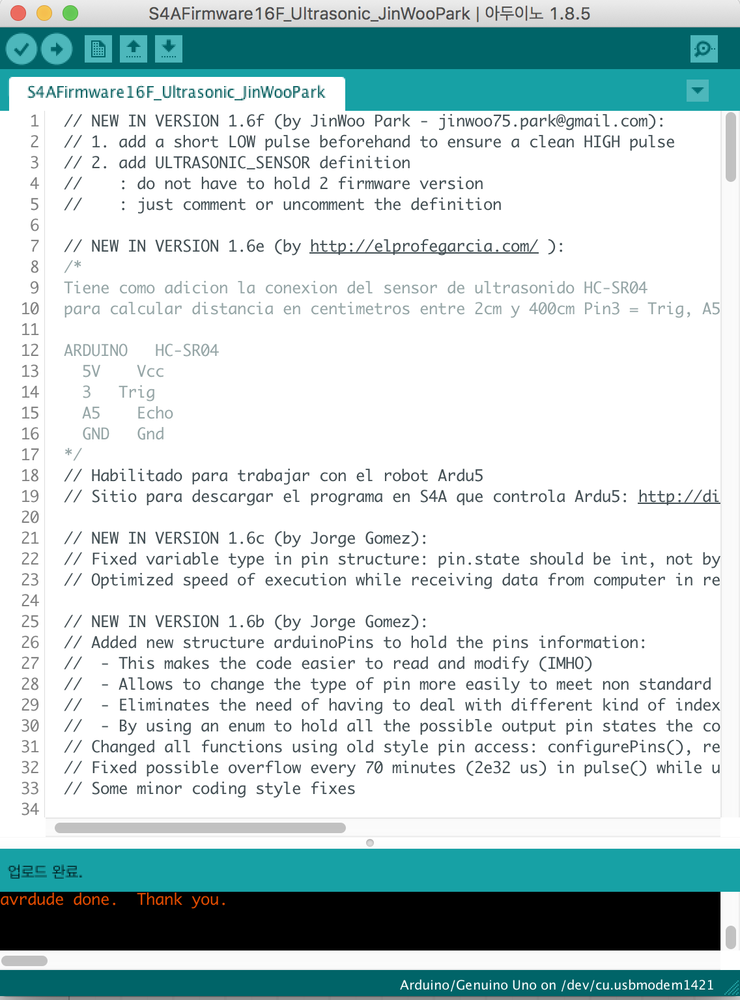 S4AFirmware16F_Ultrasonic_JinWooPark | 아두이노 1.8.5
S4AFirmware16F_Ultrasonic_JinWooPark
1 // NEW IN VERSION 1.6f (by JinWoo Park - jinwoo75.park@gmail.com):
2 // 1. add a short LOW pulse beforehand to ensure a clean HIGH pulse
3 // 2. add ULTRASONIC_SENSOR definition
4 //    : do not have to hold 2 firmware version
5 //    : just comment or uncomment the definition
6
7 // NEW IN VERSION 1.6e (by http://elprofegarcia.com/ ):
8 /*
9 Tiene como adicion la conexion del sensor de ultrasonido HC-SR04
10 para calcular distancia en centimetros entre 2cm y 400cm Pin3 = Trig, A5
11
12 ARDUINO   HC-SR04
13   5V    Vcc
14   3   Trig
15   A5    Echo
16   GND   Gnd
17 */
18 // Habilitado para trabajar con el robot Ardu5
19 // Sitio para descargar el programa en S4A que controla Ardu5: http://di
20
21 // NEW IN VERSION 1.6c (by Jorge Gomez):
22 // Fixed variable type in pin structure: pin.state should be int, not by
23 // Optimized speed of execution while receiving data from computer in re
24
25 // NEW IN VERSION 1.6b (by Jorge Gomez):
26 // Added new structure arduinoPins to hold the pins information:
27 //  - This makes the code easier to read and modify (IMHO)
28 //  - Allows to change the type of pin more easily to meet non standard
29 //  - Eliminates the need of having to deal with different kind of index
30 //  - By using an enum to hold all the possible output pin states the co
31 // Changed all functions using old style pin access: configurePins(), re
32 // Fixed possible overflow every 70 minutes (2e32 us) in pulse() while u
33 // Some minor coding style fixes
34
업로드 완료.
avrdude done.  Thank you.
Arduino/Genuino Uno on /dev/cu.usbmodem1421